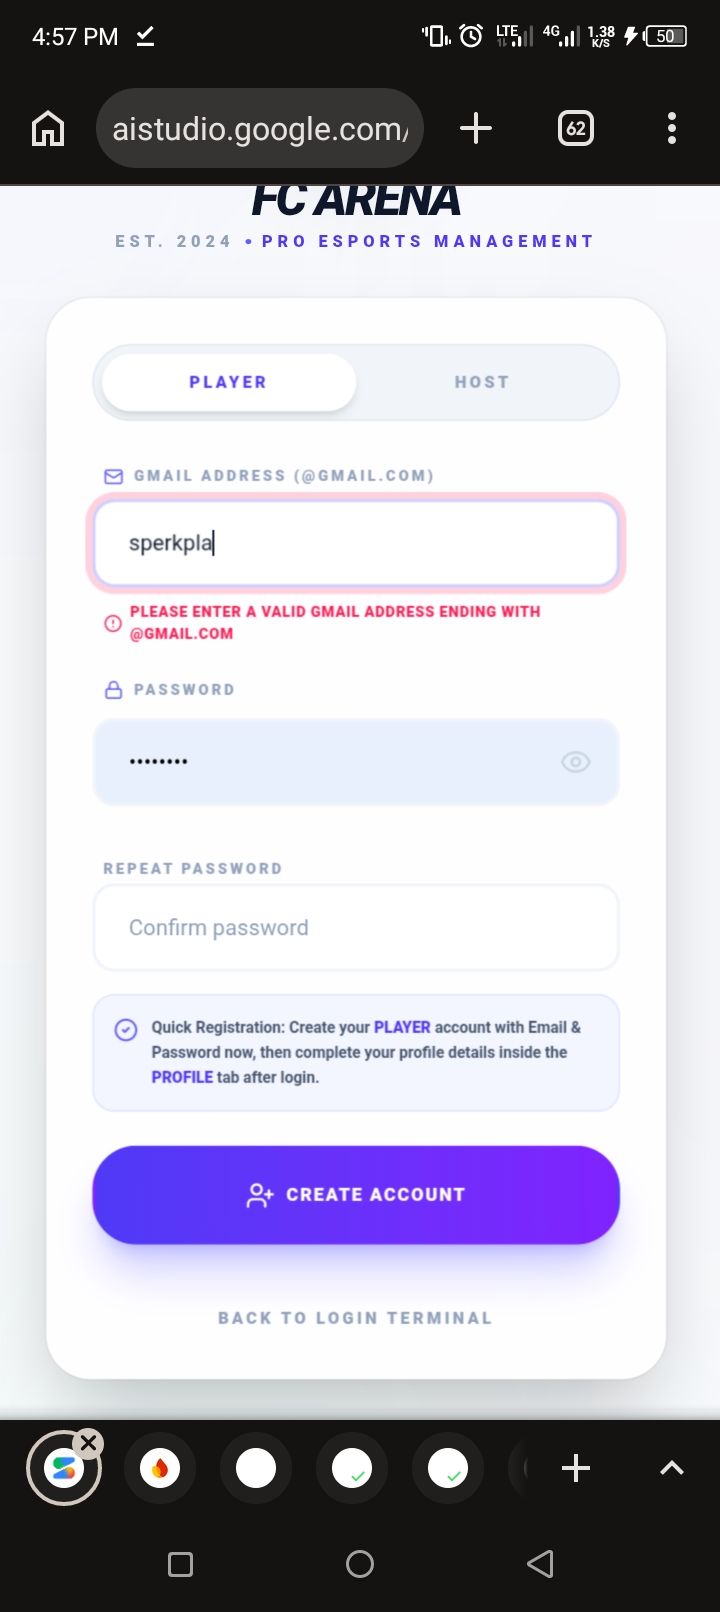 4:57 PM
LTE 4G 1.38 K/S 50
aistudio.google.com/
62
FC ARENA
EST. 2024 • PRO ESPORTS MANAGEMENT
PLAYER HOST
GMAIL ADDRESS (@GMAIL.COM)
sperkpla
PLEASE ENTER A VALID GMAIL ADDRESS ENDING WITH
@GMAIL.COM
PASSWORD
••••••••
REPEAT PASSWORD
Confirm password
Quick Registration: Create your PLAYER account with Email &
Password now, then complete your profile details inside the
PROFILE tab after login.
CREATE ACCOUNT
BACK TO LOGIN TERMINAL